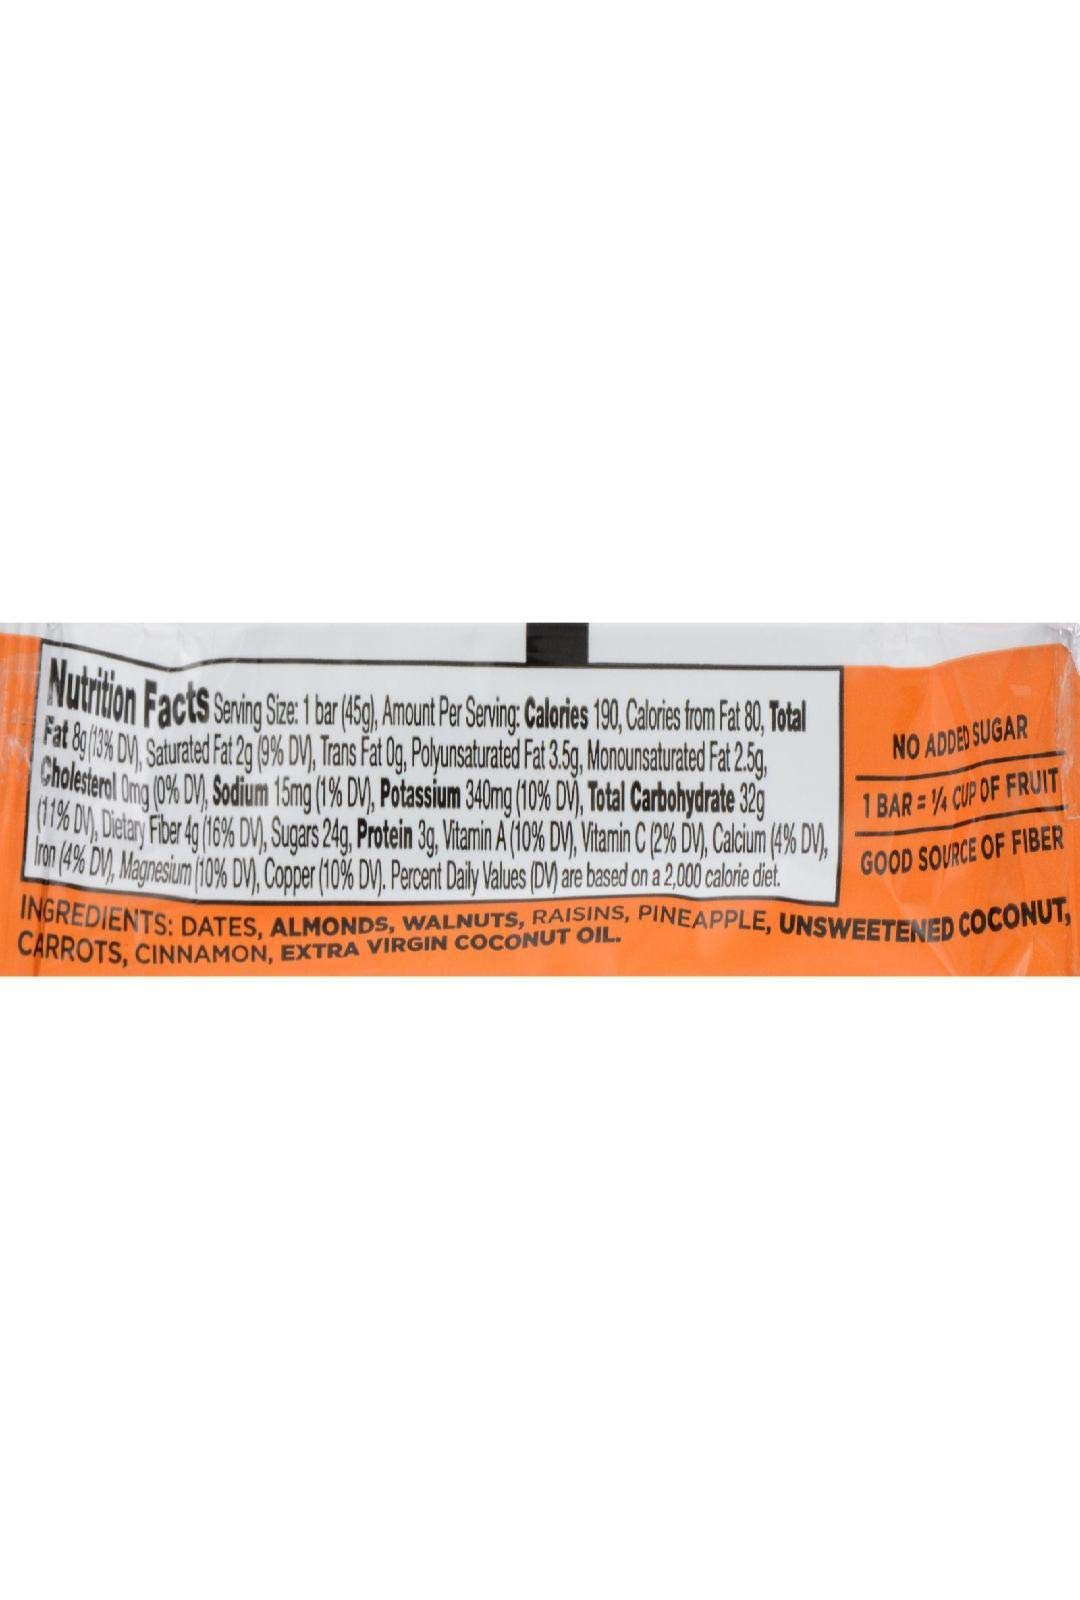 Nutrition Facts Serving Size: 1 bar (45g), Amount Per Serving: Calories 190, Calories from Fat 80, Total
Fat 8g (13% DV), Saturated Fat 2g (9% DV), Trans Fat 0g, Polyunsaturated Fat 3.5g, Monounsaturated Fat 2.5g,
Cholesterol 0mg (0% DV), Sodium 15mg (1% DV), Potassium 340mg (10% DV), Total Carbohydrate 32g
(11% DV), Dietary Fiber 4g (16% DV), Sugars 24g, Protein 3g, Vitamin A (10% DV), Vitamin C (2% DV), Calcium (4% DV),
Iron (4% DV), Magnesium (10% DV), Copper (10% DV). Percent Daily Values (DV) are based on a 2,000 calorie diet.
NO ADDED SUGAR
1 BAR = 1/4 CUP OF FRUIT
GOOD SOURCE OF FIBER
INGREDIENTS: DATES, ALMONDS, WALNUTS, RAISINS, PINEAPPLE, UNSWEETENED COCONUT,
CARROTS, CINNAMON, EXTRA VIRGIN COCONUT OIL.